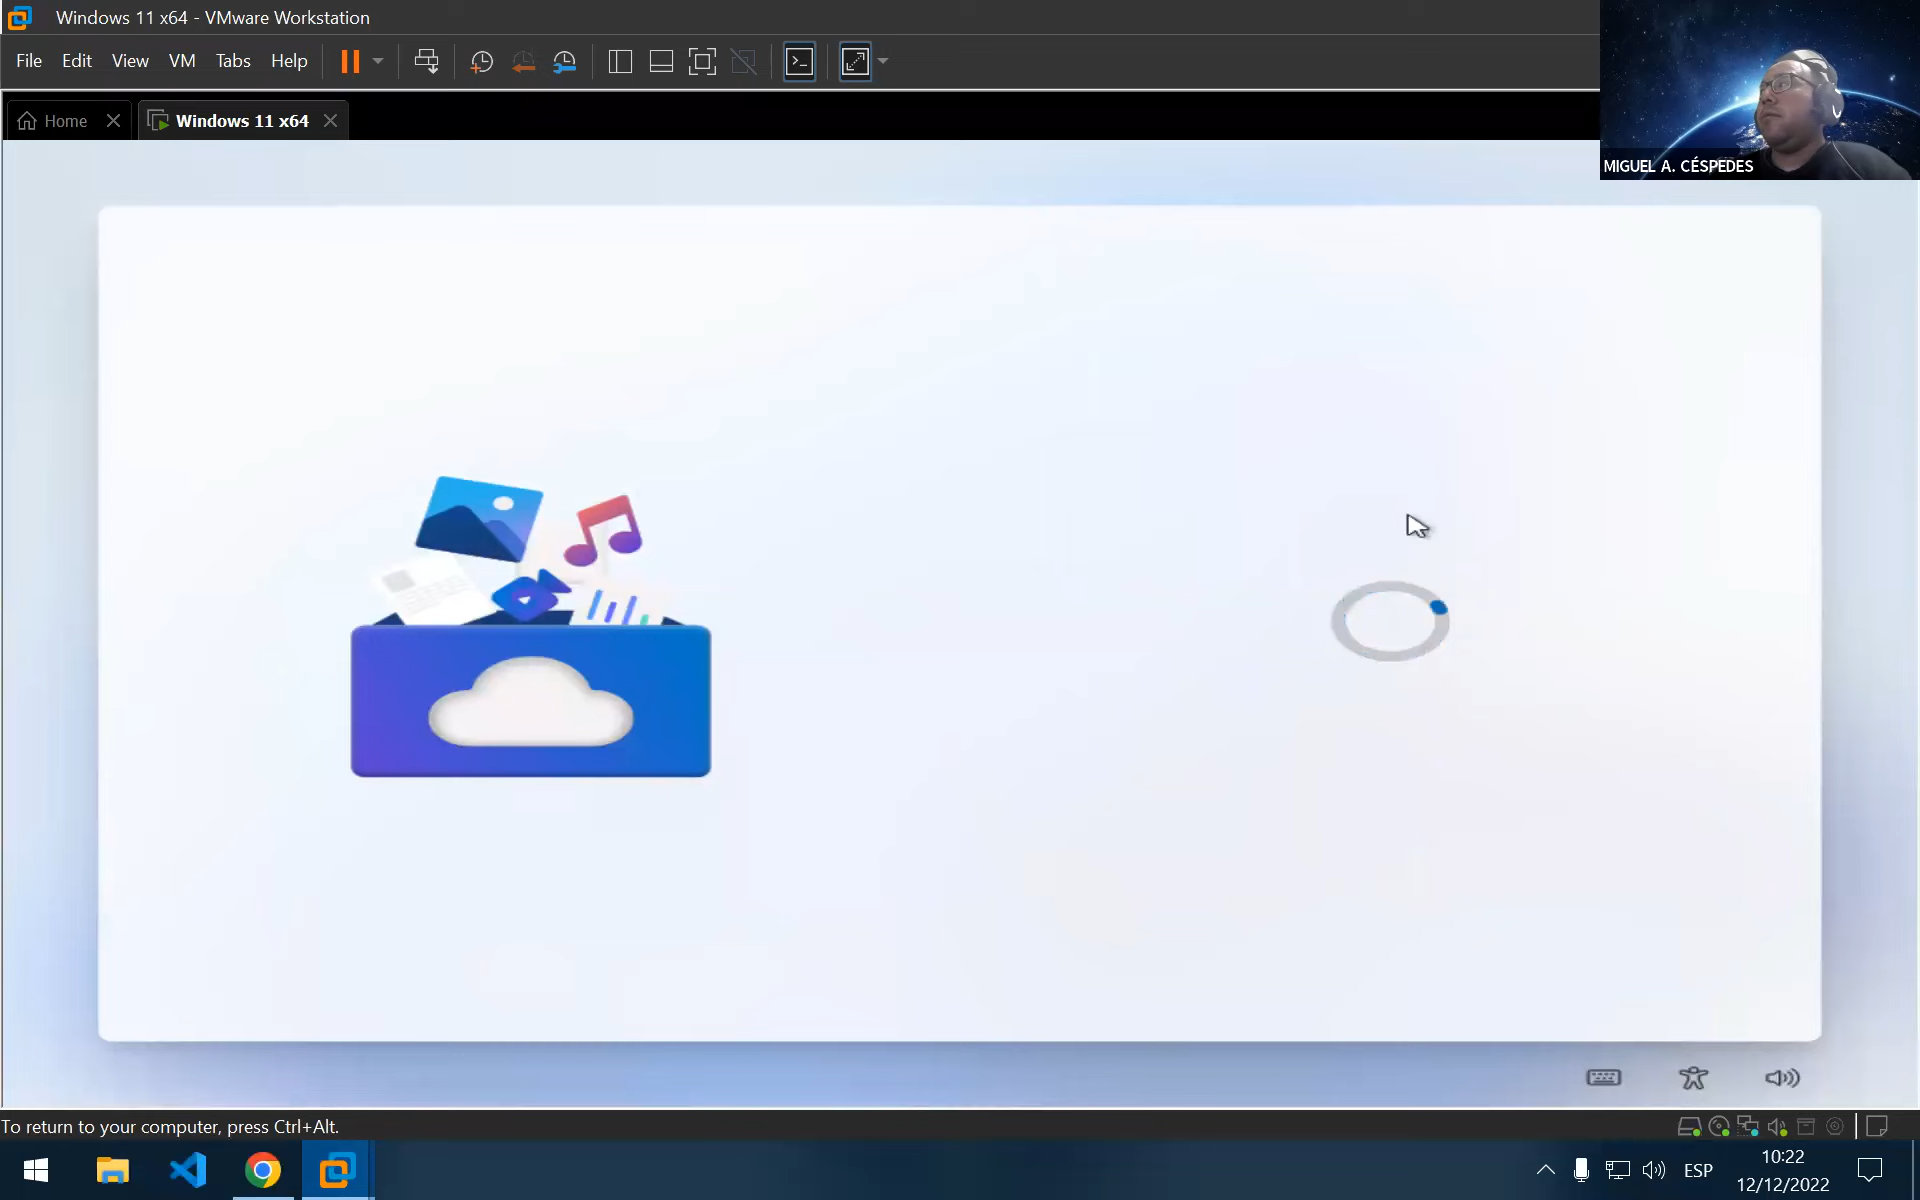 Windows 11 x64 - VMware Workstation
File Edit View VM Tabs Help
Home
Windows 11 x64
MIGUEL A. CÉSPEDES
To return to your computer, press Ctrl+Alt.
ESP
10:22
12/12/2022